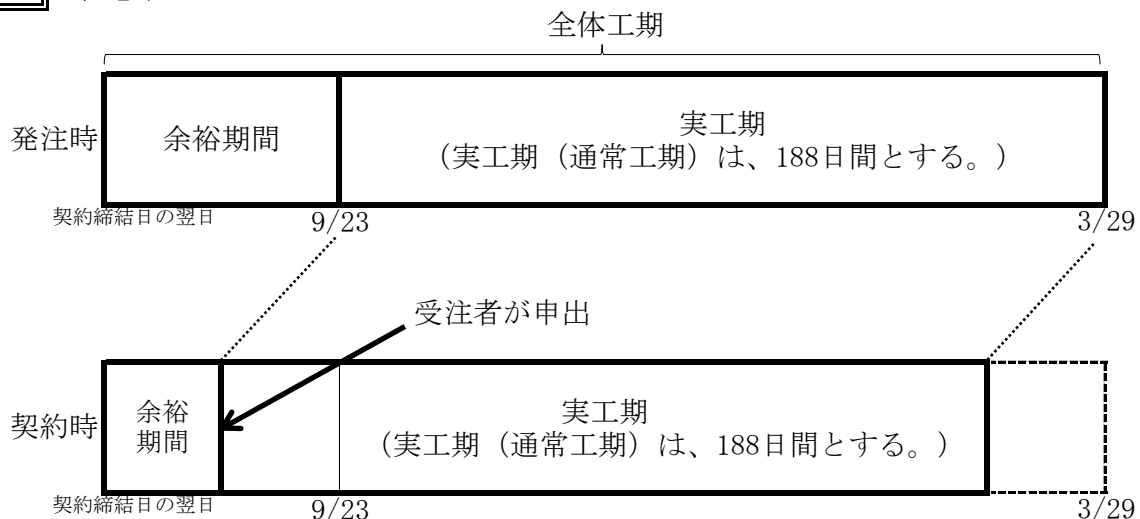 全体工期
発注時
余裕期間
実工期
（実工期（通常工期）は、188日間とする。）
契約締結日の翌日
9/23
3/29
受注者が申出
契約時
余裕
期間
実工期
（実工期（通常工期）は、188日間とする。）
契約締結日の翌日
9/23
3/29